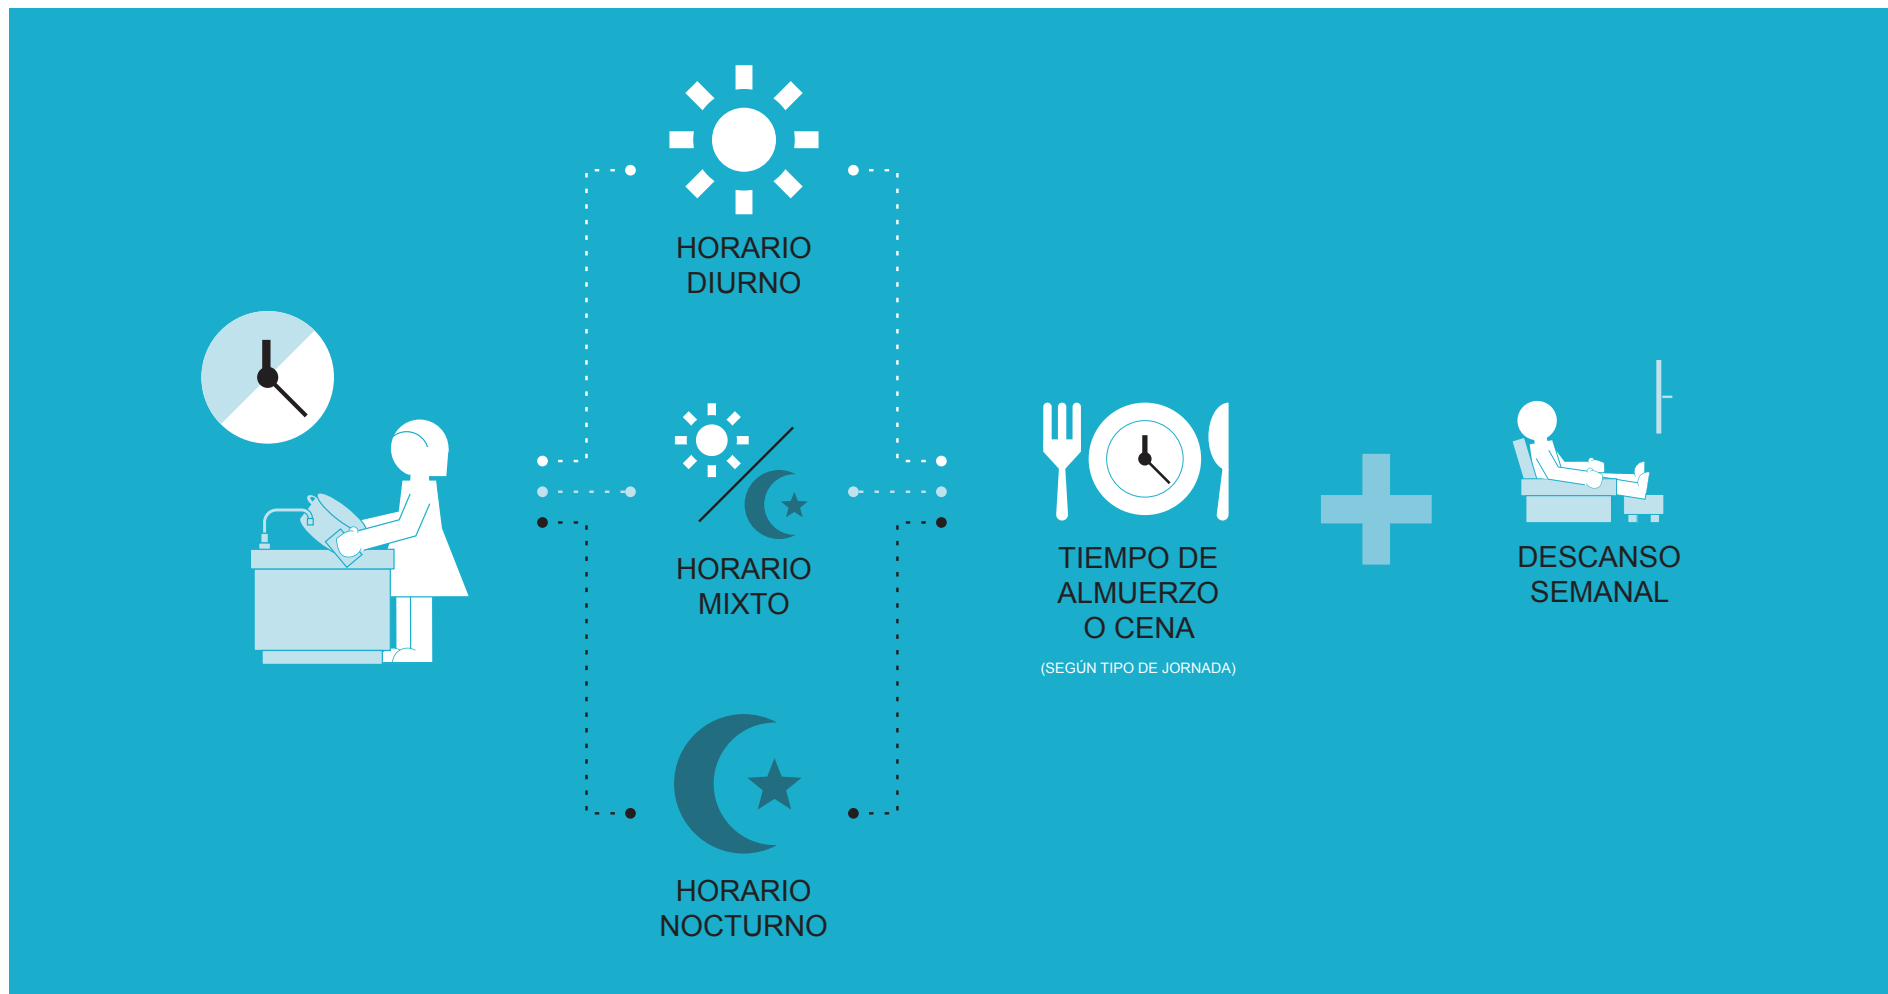 HORARIO
DIURNO
HORARIO
MIXTO
HORARIO
NOCTURNO
TIEMPO DE
ALMUERZO
O CENA
(SEGÚN TIPO DE JORNADA)
DESCANSO
SEMANAL